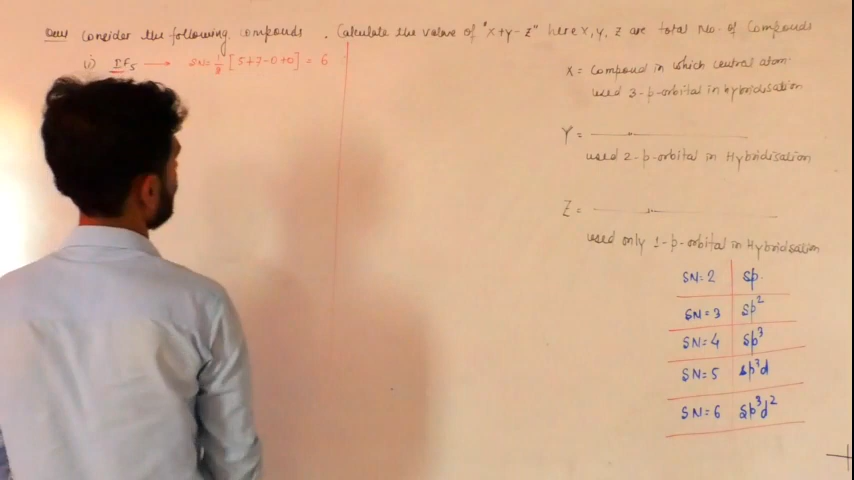 Ques Consider the following compounds. Calculate the value of "x+y-z" here x, y, z are total No. of Compounds
(i) IF5 → SN = 1/2 [5+7-0+0] = 6
X = Compoud in which central atom
used 3-p-orbital in hybridisation
Y = —〃—
used 2-p-orbital in Hybridisation
Z = —〃—
used only 1-p-orbital in Hybridisation
SN=2 sp.
SN=3 sp²
SN=4 sp³
SN=5 sp³d
SN=6 sp³d²